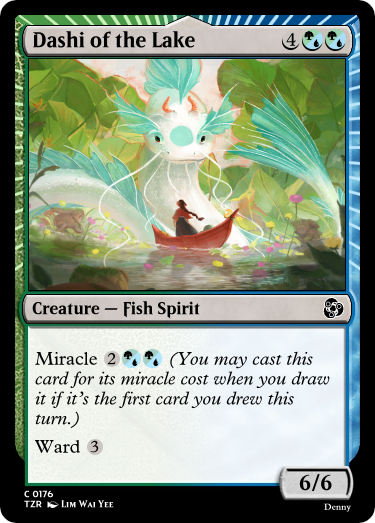 Dashi of the Lake 4
Creature — Fish Spirit
Miracle 2 (You may cast this
card for its miracle cost when you draw
it if it's the first card you drew this
turn.)
Ward 3
6/6
C 0176
TZR Lim Wai Yee
Denny